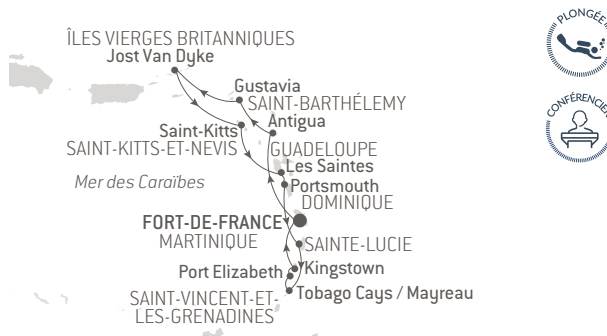 ÎLES VIERGES BRITANNIQUES
Jost Van Dyke
Gustavia
SAINT-BARTHÉLEMY
Antigua
Saint-Kitts
SAINT-KITTS-ET-NEVIS
GUADELOUPE
Les Saintes
Mer des Caraïbes
Portsmouth
DOMINIQUE
FORT-DE-FRANCE
MARTINIQUE
SAINTE-LUCIE
Port Elizabeth
Kingstown
Tobago Cays / Mayreau
SAINT-VINCENT-ET-
LES-GRENADINES
PLONGÉE
CONFÉRENCIER